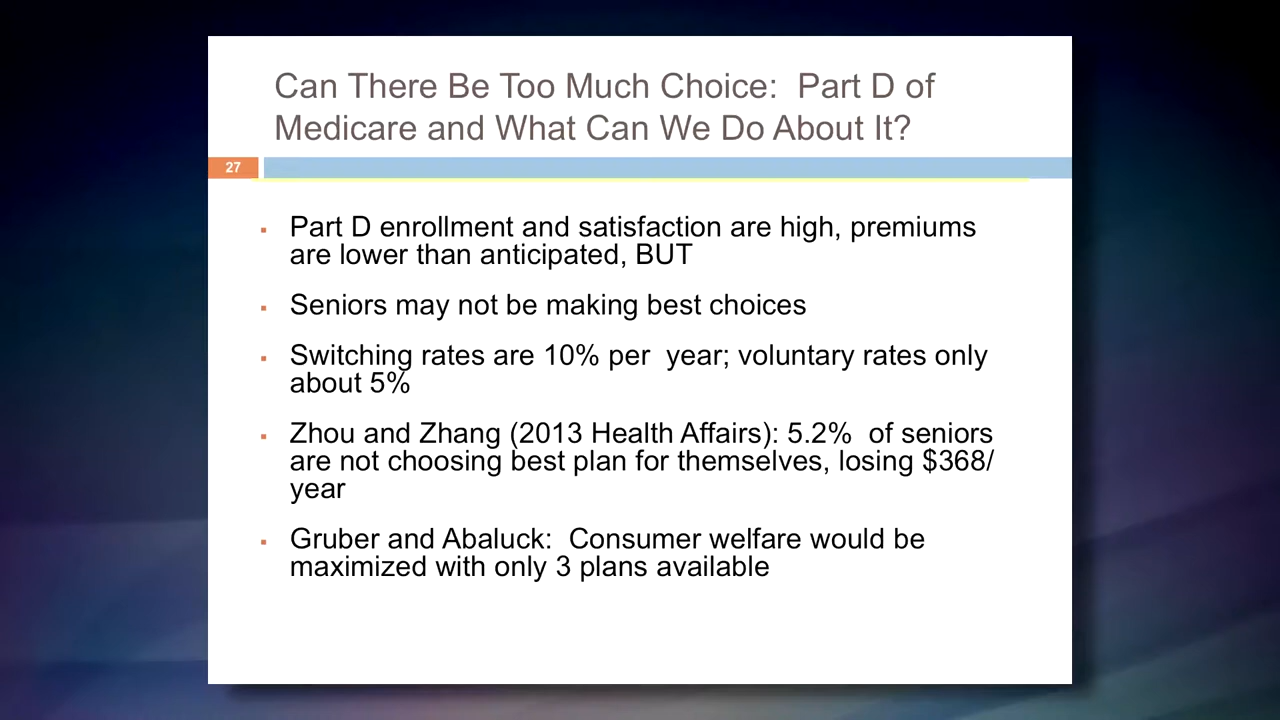 Can There Be Too Much Choice:  Part D of
Medicare and What Can We Do About It?
27
▪ Part D enrollment and satisfaction are high, premiums
are lower than anticipated, BUT
▪ Seniors may not be making best choices
▪ Switching rates are 10% per  year; voluntary rates only
about 5%
▪ Zhou and Zhang (2013 Health Affairs): 5.2%  of seniors
are not choosing best plan for themselves, losing $368/
year
▪ Gruber and Abaluck:  Consumer welfare would be
maximized with only 3 plans available